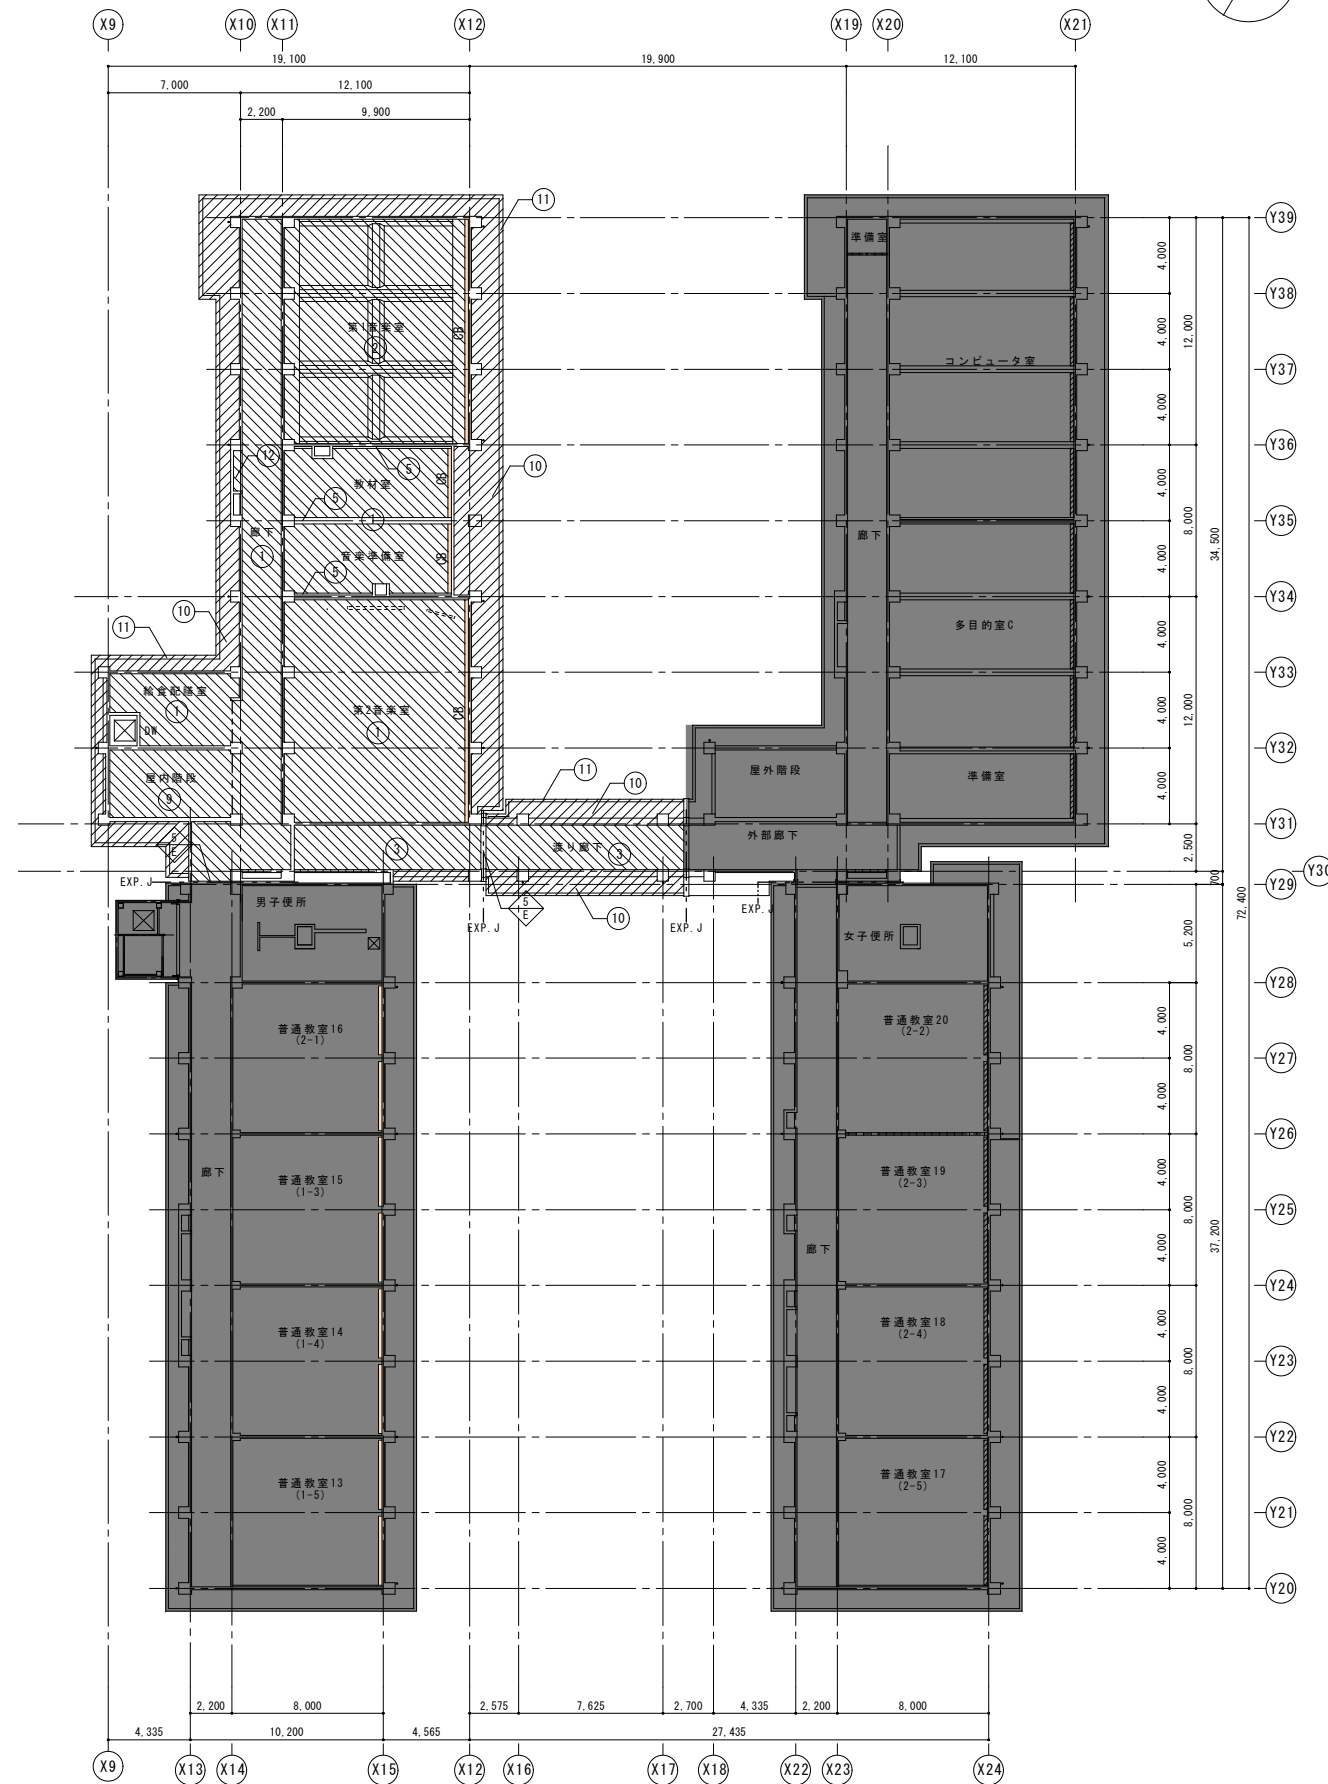 X9 X10 X11 X12 X19 X20 X21
19,100 19,900 12,100
7,000 12,100
2,200 9,900
11
準備室
Y39
4,000
Y38
第1音楽室
2
CB
コンピュータ室
4,000
12,000
Y37
4,000
Y36
12
5
10
教材室
CB
4,000
5
1
Y35
8,000
34,500
廊下
1
音楽準備室
CB
廊下
4,000
5
Y34
10
11
多目的室C
4,000
Y33
給食配膳室
1
第2音楽室
1
CB
4,000
12,000
DW
Y32
屋内階段
9
屋外階段
準備室
11
10
4,000
Y31
5
E
3
渡り廊下
3
外部廊下
2,500
Y30
700
EXP.J
Y29
男子便所
5
E
10
EXP.J
EXP.J
EXP.J
女子便所
5,200
72,400
Y28
普通教室16
(2-1)
普通教室20
(2-2)
4,000
Y27
8,000
4,000
Y26
廊下
普通教室15
(1-3)
普通教室19
(2-3)
4,000
Y25
8,000
37,200
廊下
4,000
Y24
普通教室14
(1-4)
普通教室18
(2-4)
4,000
Y23
8,000
4,000
Y22
普通教室13
(1-5)
普通教室17
(2-5)
4,000
Y21
8,000
4,000
Y20
2,200 8,000 2,575 7,625 2,700 4,335 2,200 8,000
4,335 10,200 4,565 27,435
X9 X13 X14 X15 X12 X16 X17 X18 X22 X23 X24